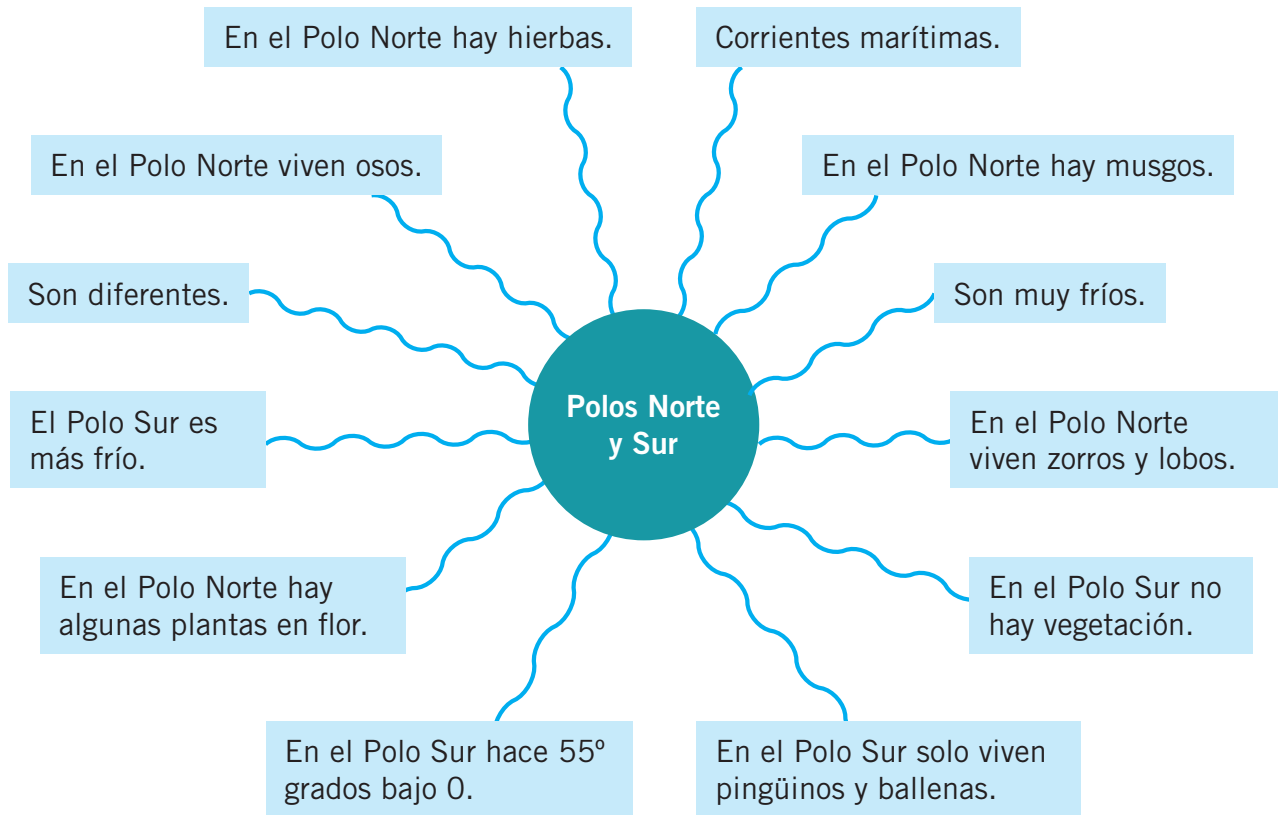 En el Polo Norte hay hierbas.
Corrientes marítimas.
En el Polo Norte viven osos.
En el Polo Norte hay musgos.
Son diferentes.
Son muy fríos.
El Polo Sur es
más frío.
Polos Norte
y Sur
En el Polo Norte
viven zorros y lobos.
En el Polo Norte hay
algunas plantas en flor.
En el Polo Sur no
hay vegetación.
En el Polo Sur hace 55º
grados bajo 0.
En el Polo Sur solo viven
pingüinos y ballenas.